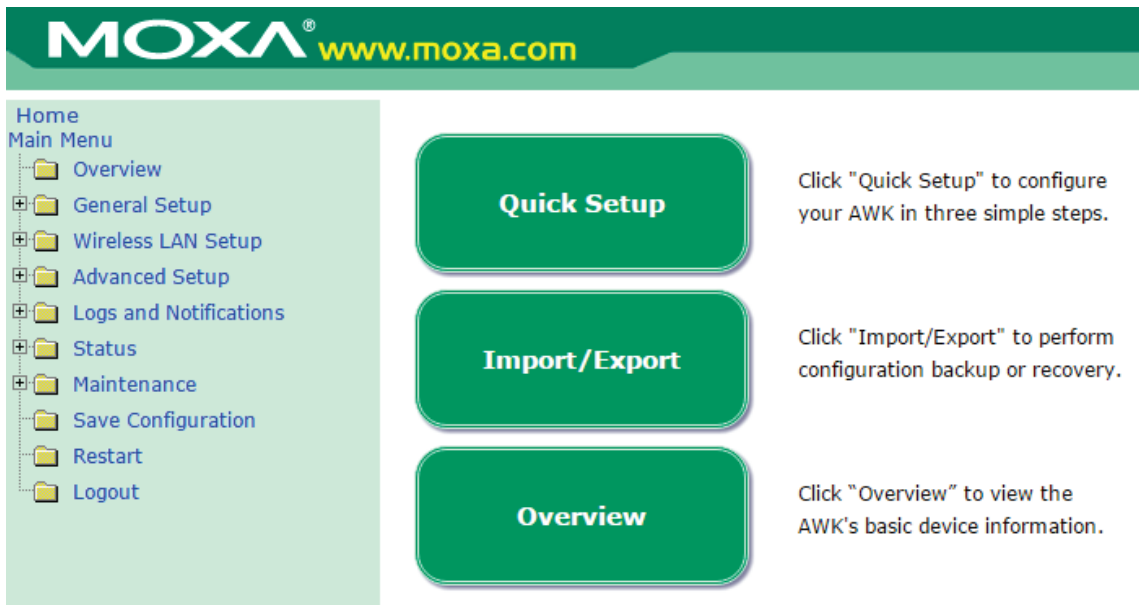 MOXA® www.moxa.com
Home
Main Menu
Overview
General Setup
Wireless LAN Setup
Advanced Setup
Logs and Notifications
Status
Maintenance
Save Configuration
Restart
Logout
Quick Setup
Click "Quick Setup" to configure
your AWK in three simple steps.
Import/Export
Click "Import/Export" to perform
configuration backup or recovery.
Overview
Click “Overview” to view the
AWK's basic device information.